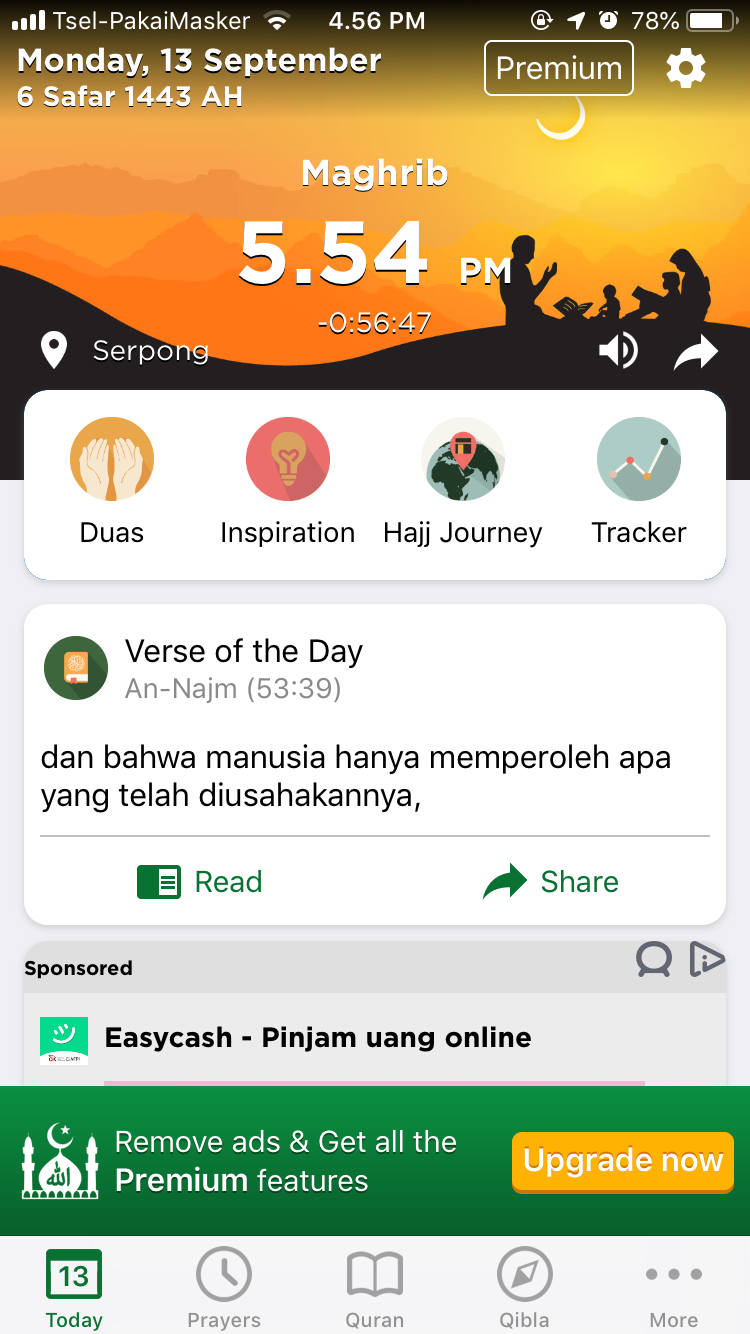 Tsel-PakaiMasker 4.56 PM 78%
Monday, 13 September
6 Safar 1443 AH
Premium
Maghrib
5.54 PM
-0:56:47
Serpong
Duas Inspiration Hajj Journey Tracker
Verse of the Day
An-Najm (53:39)
dan bahwa manusia hanya memperoleh apa
yang telah diusahakannya,
Read Share
Sponsored
Easycash - Pinjam uang online
الله
Remove ads & Get all the
Premium features
Upgrade now
13
Today Prayers Quran Qibla More